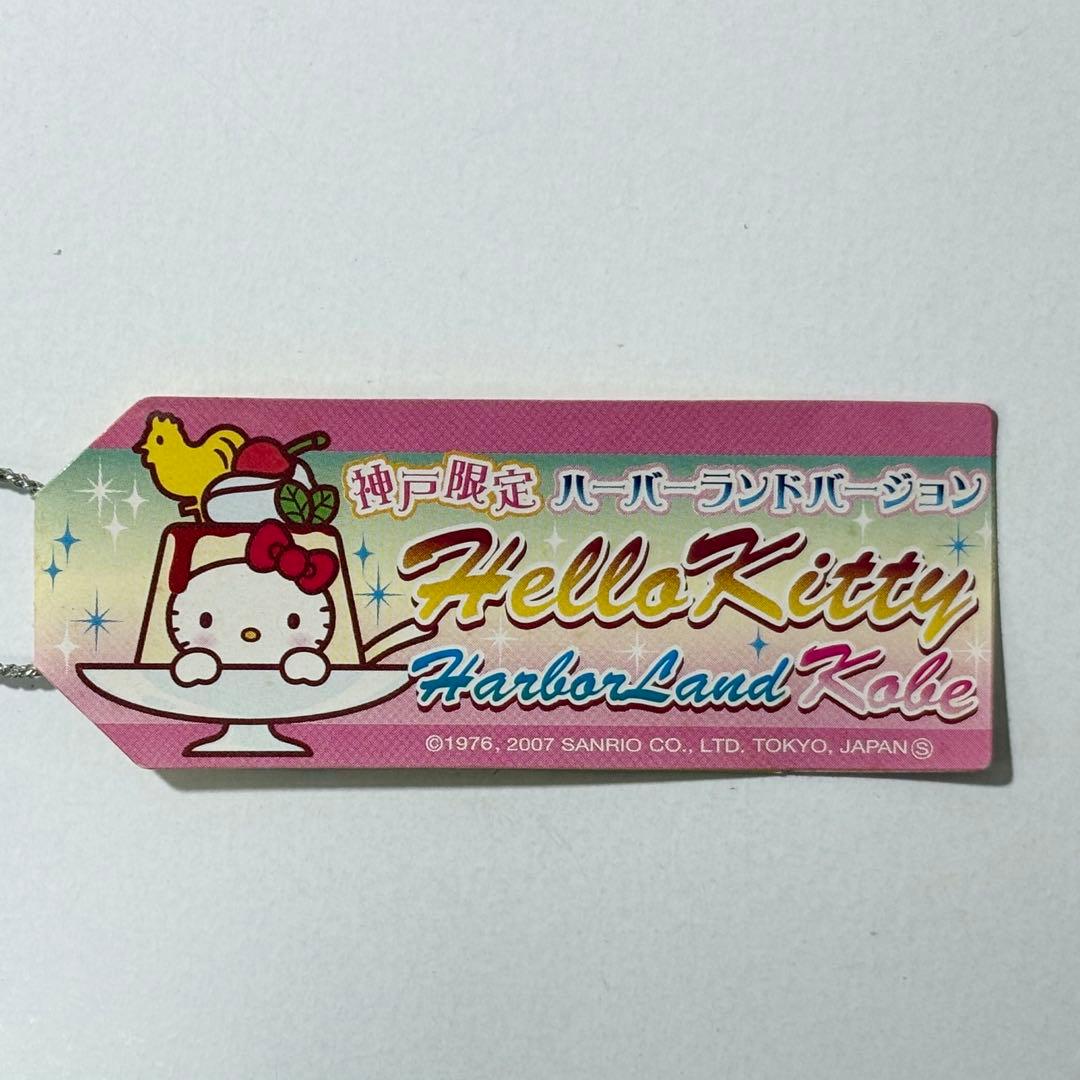 神戸限定 ハーバーランドバージョン
HelloKitty
HarborLand Kobe
©1976, 2007 SANRIO CO., LTD. TOKYO, JAPAN Ⓢ